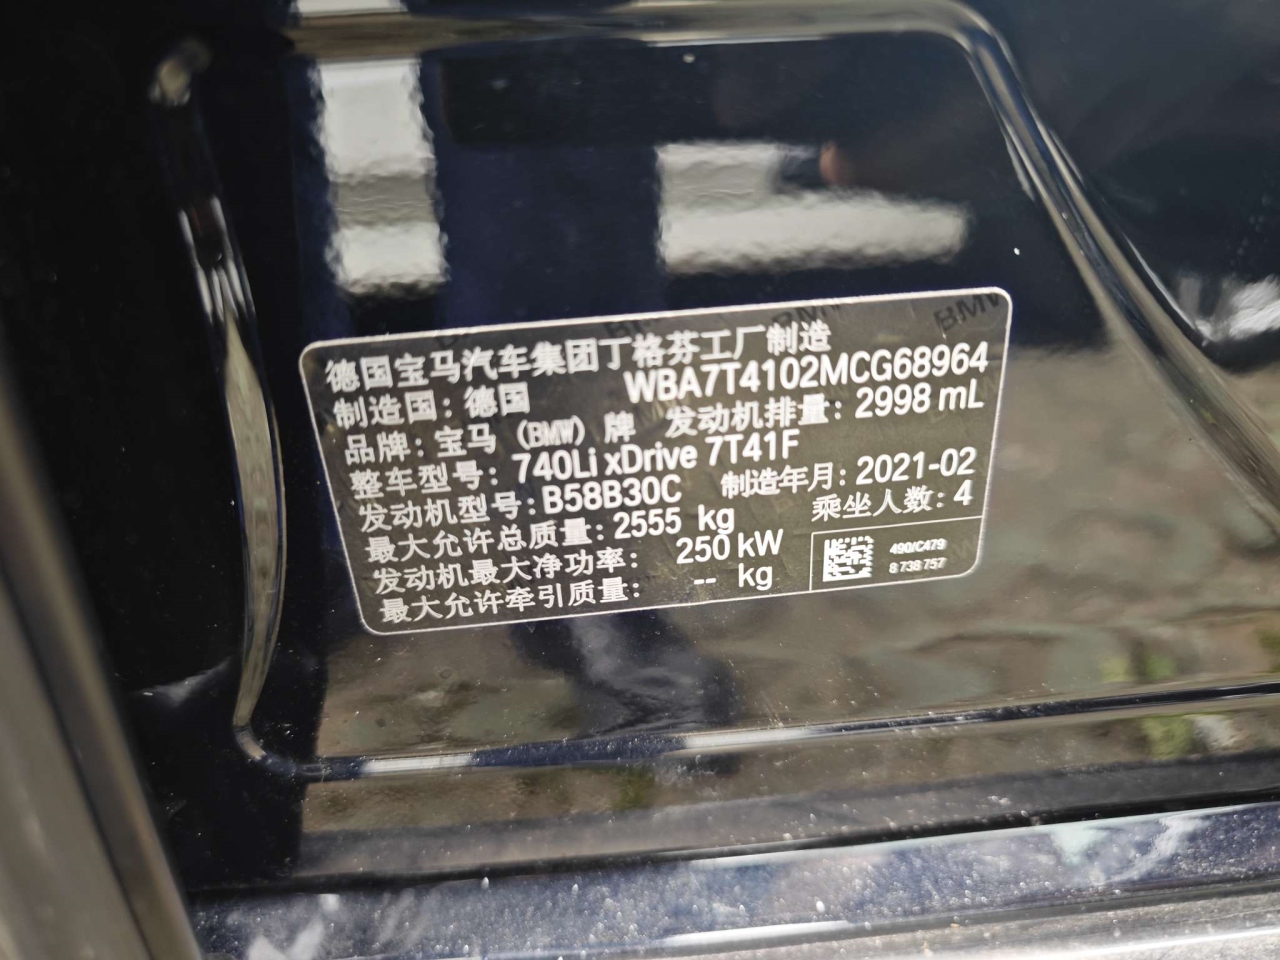 德国宝马汽车集团丁格芬工厂制造
制造国：德国 WBA7T4102MCG68964
品牌：宝马（BMW）牌 发动机排量：2998 mL
整车型号：740Li xDrive 7T41F
发动机型号：B58B30C 制造年月：2021-02
最大允许总质量：2555 kg 乘坐人数：4
发动机最大净功率： 250 kW
最大允许牵引质量： -- kg
490/C479
8 738 757
BMW